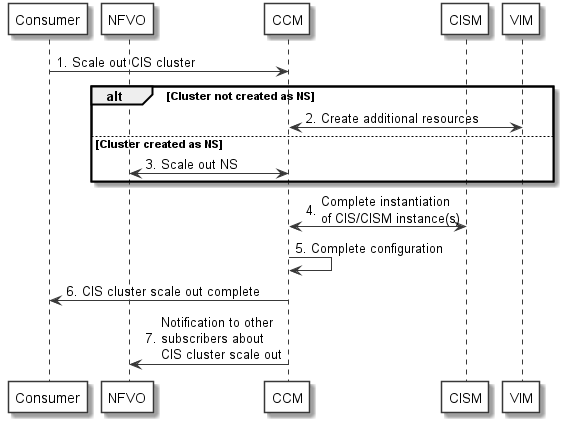 Consumer
NFVO
CCM
CISM
VIM
1. Scale out CIS cluster
alt
[Cluster not created as NS]
2. Create additional resources
[Cluster created as NS]
3. Scale out NS
4. Complete instantiation
of CIS/CISM instance(s)
5. Complete configuration
6. CIS cluster scale out complete
Notification to other
7. subscribers about
CIS cluster scale out
Consumer
NFVO
CCM
CISM
VIM